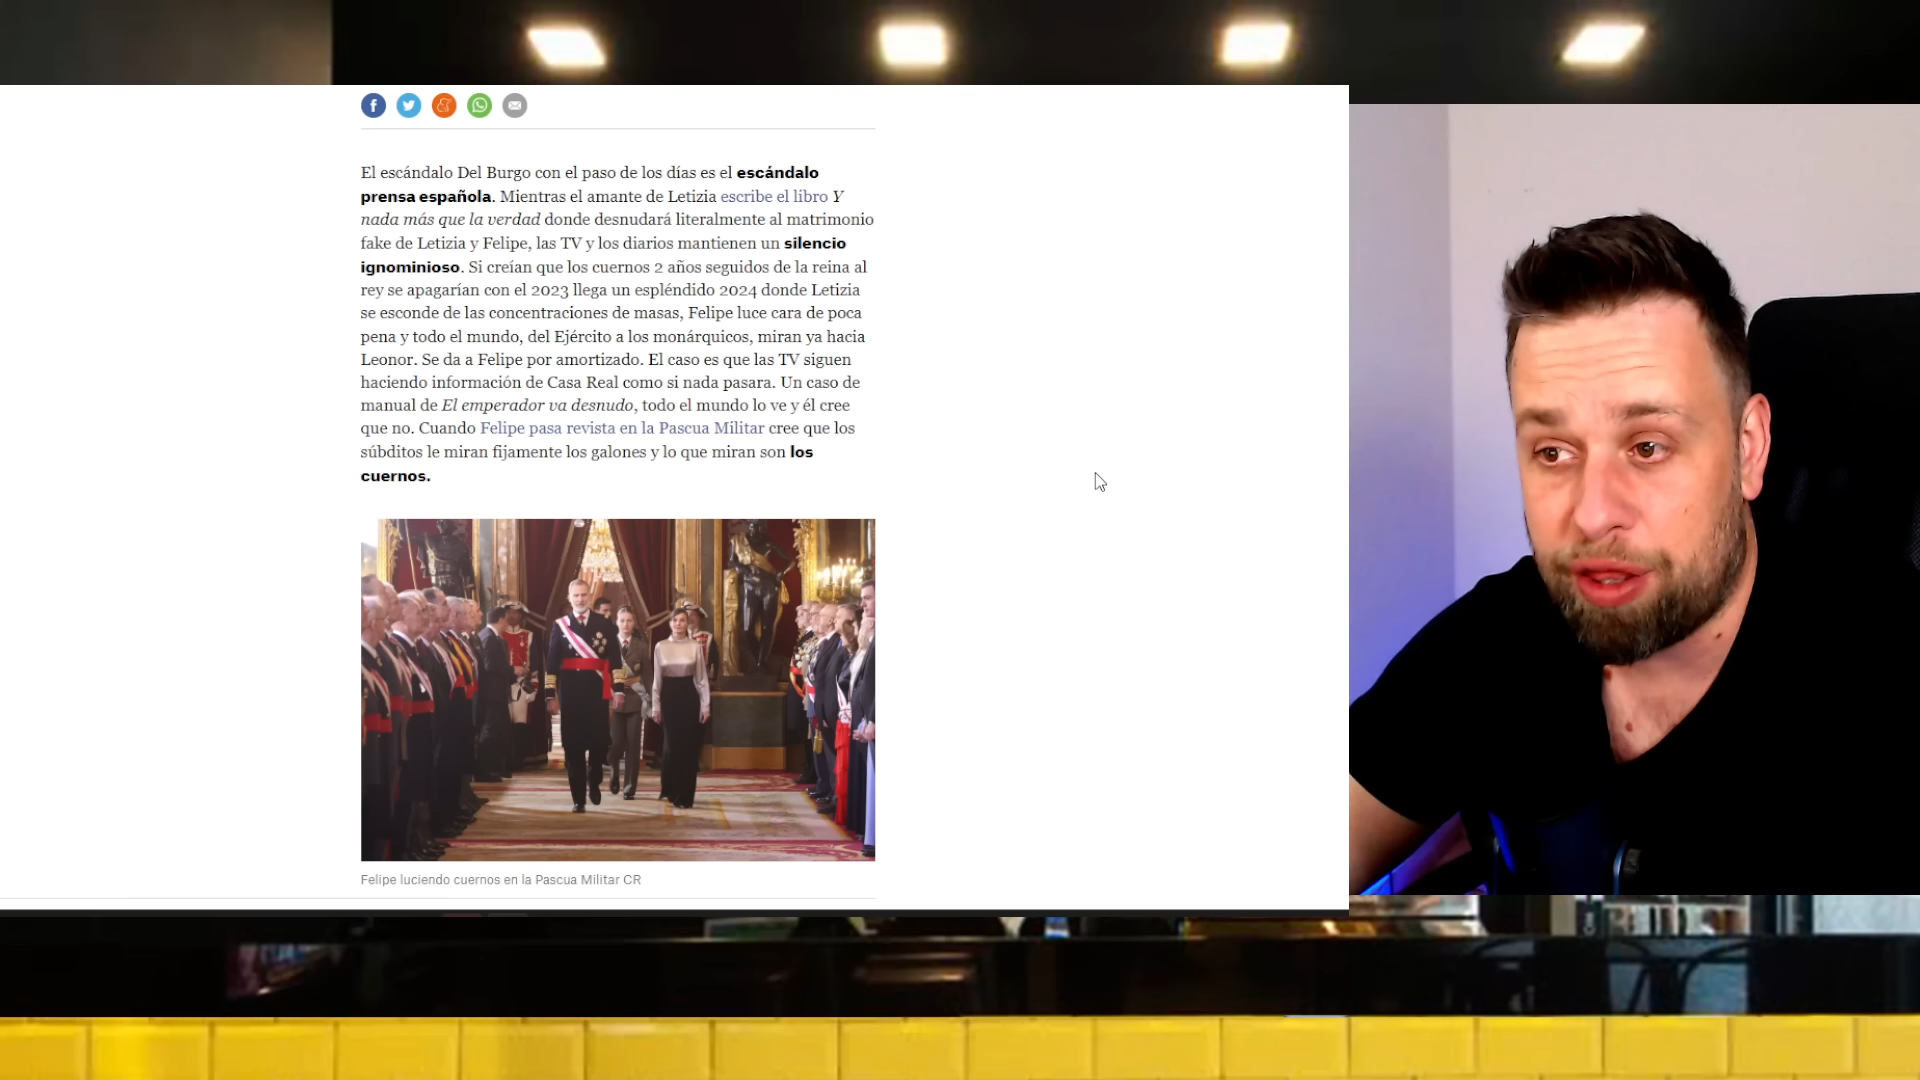 El escándalo Del Burgo con el paso de los días es el escándalo
prensa española. Mientras el amante de Letizia escribe el libro Y
nada más que la verdad donde desnudará literalmente al matrimonio
fake de Letizia y Felipe, las TV y los diarios mantienen un silencio
ignominioso. Si creían que los cuernos 2 años seguidos de la reina al
rey se apagarían con el 2023 llega un espléndido 2024 donde Letizia
se esconde de las concentraciones de masas, Felipe luce cara de poca
pena y todo el mundo, del Ejército a los monárquicos, miran ya hacia
Leonor. Se da a Felipe por amortizado. El caso es que las TV siguen
haciendo información de Casa Real como si nada pasara. Un caso de
manual de El emperador va desnudo, todo el mundo lo ve y él cree
que no. Cuando Felipe pasa revista en la Pascua Militar cree que los
súbditos le miran fijamente los galones y lo que miran son los
cuernos.
Felipe luciendo cuernos en la Pascua Militar CR